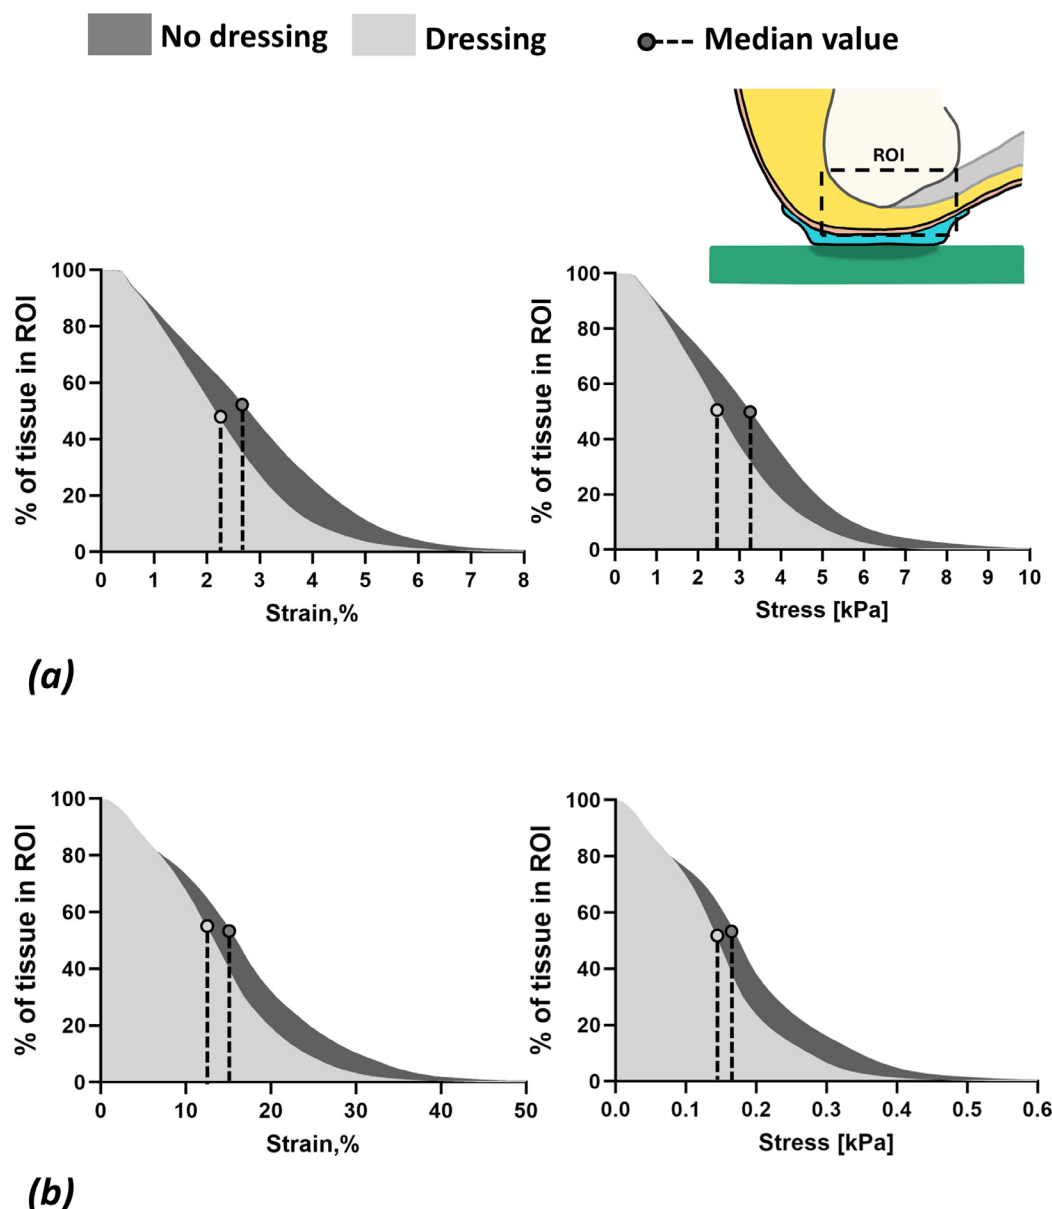 No dressing
Dressing
Median value
ROI
% of tissue in ROI
100
80
60
40
20
0
0 1 2 3 4 5 6 7 8
Strain,%
% of tissue in ROI
100
80
60
40
20
0
0 1 2 3 4 5 6 7 8 9 10
Stress [kPa]
(a)
% of tissue in ROI
100
80
60
40
20
0
0 10 20 30 40 50
Strain,%
% of tissue in ROI
100
80
60
40
20
0
0.0 0.1 0.2 0.3 0.4 0.5 0.6
Stress [kPa]
(b)